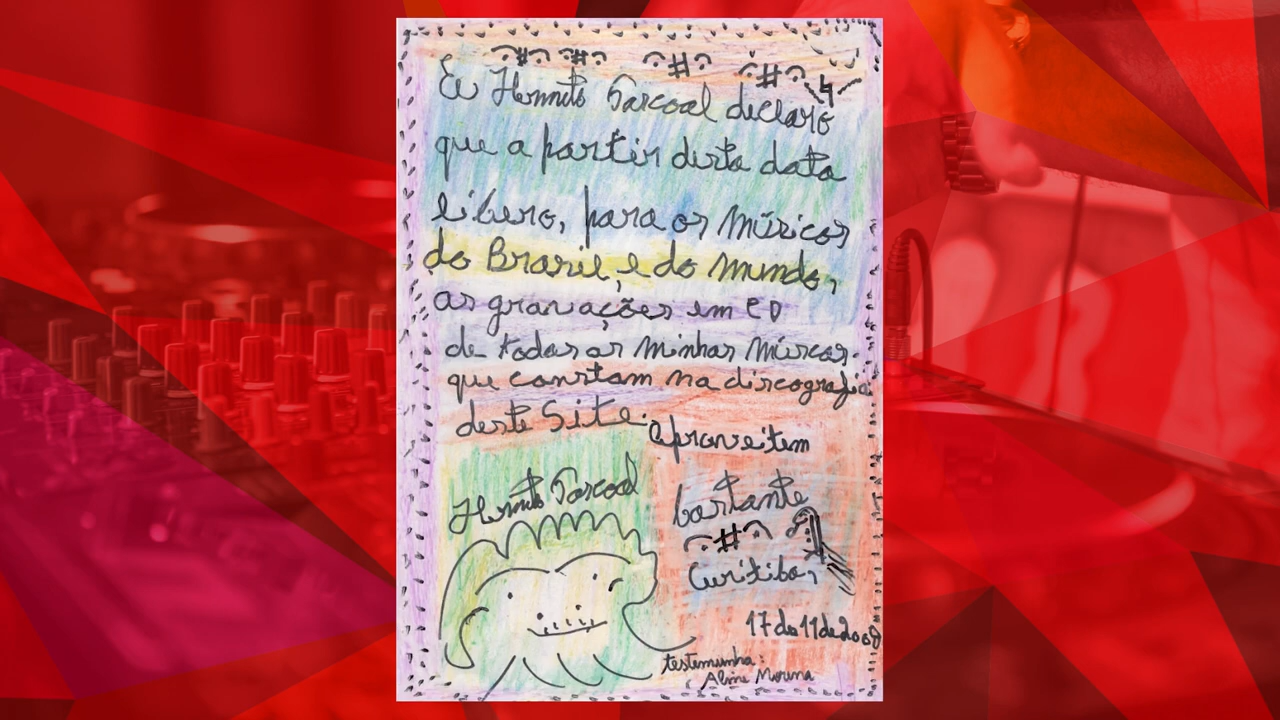 Eu Hermeto Pascoal declaro
que a partir desta data
libero, para os músicos
do Brasil, e do mundo,
as gravações em CD
de todas as minhas músicas.
que constam na discografia
deste Site. Aproveitem
bastante
Hermeto Pascoal
Curitiba,
17 de 11 de 2008
testemunha:
Aline Morena